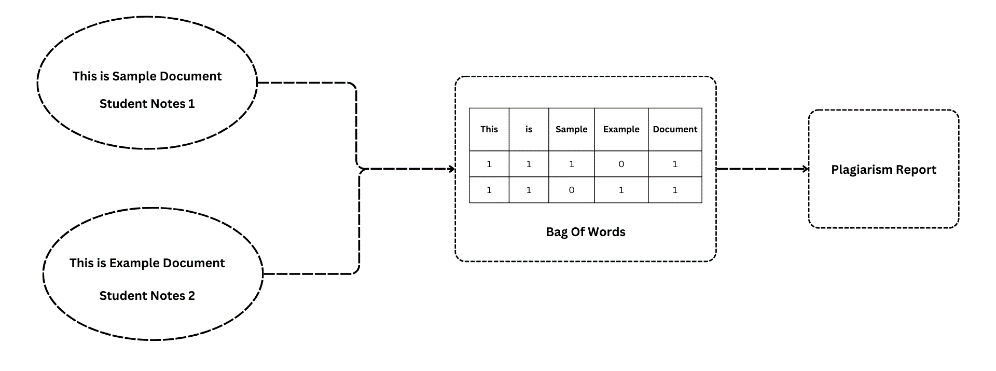 This is Sample Document
Student Notes 1
This is Example Document
Student Notes 2
This is Sample Example Document
1 1 1 0 1
1 1 0 1 1
Bag Of Words
Plagiarism Report